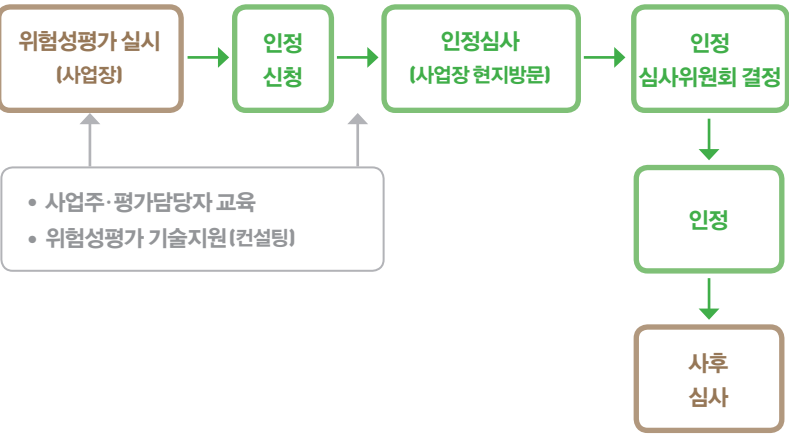 위험성평가 실시
(사업장)
인정
신청
인정심사
(사업장 현지방문)
인정
심사위원회 결정
• 사업주·평가담당자 교육
• 위험성평가 기술지원(컨설팅)
인정
사후
심사